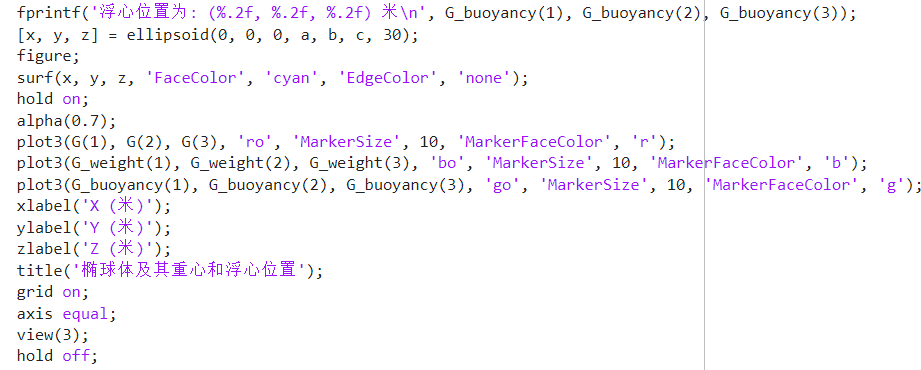 fprintf('浮心位置为: (%.2f, %.2f, %.2f) 米\n', G_buoyancy(1), G_buoyancy(2), G_buoyancy(3));
[x, y, z] = ellipsoid(0, 0, 0, a, b, c, 30);
figure;
surf(x, y, z, 'FaceColor', 'cyan', 'EdgeColor', 'none');
hold on;
alpha(0.7);
plot3(G(1), G(2), G(3), 'ro', 'MarkerSize', 10, 'MarkerFaceColor', 'r');
plot3(G_weight(1), G_weight(2), G_weight(3), 'bo', 'MarkerSize', 10, 'MarkerFaceColor', 'b');
plot3(G_buoyancy(1), G_buoyancy(2), G_buoyancy(3), 'go', 'MarkerSize', 10, 'MarkerFaceColor', 'g');
xlabel('X (米)');
ylabel('Y (米)');
zlabel('Z (米)');
title('椭球体及其重心和浮心位置');
grid on;
axis equal;
view(3);
hold off;